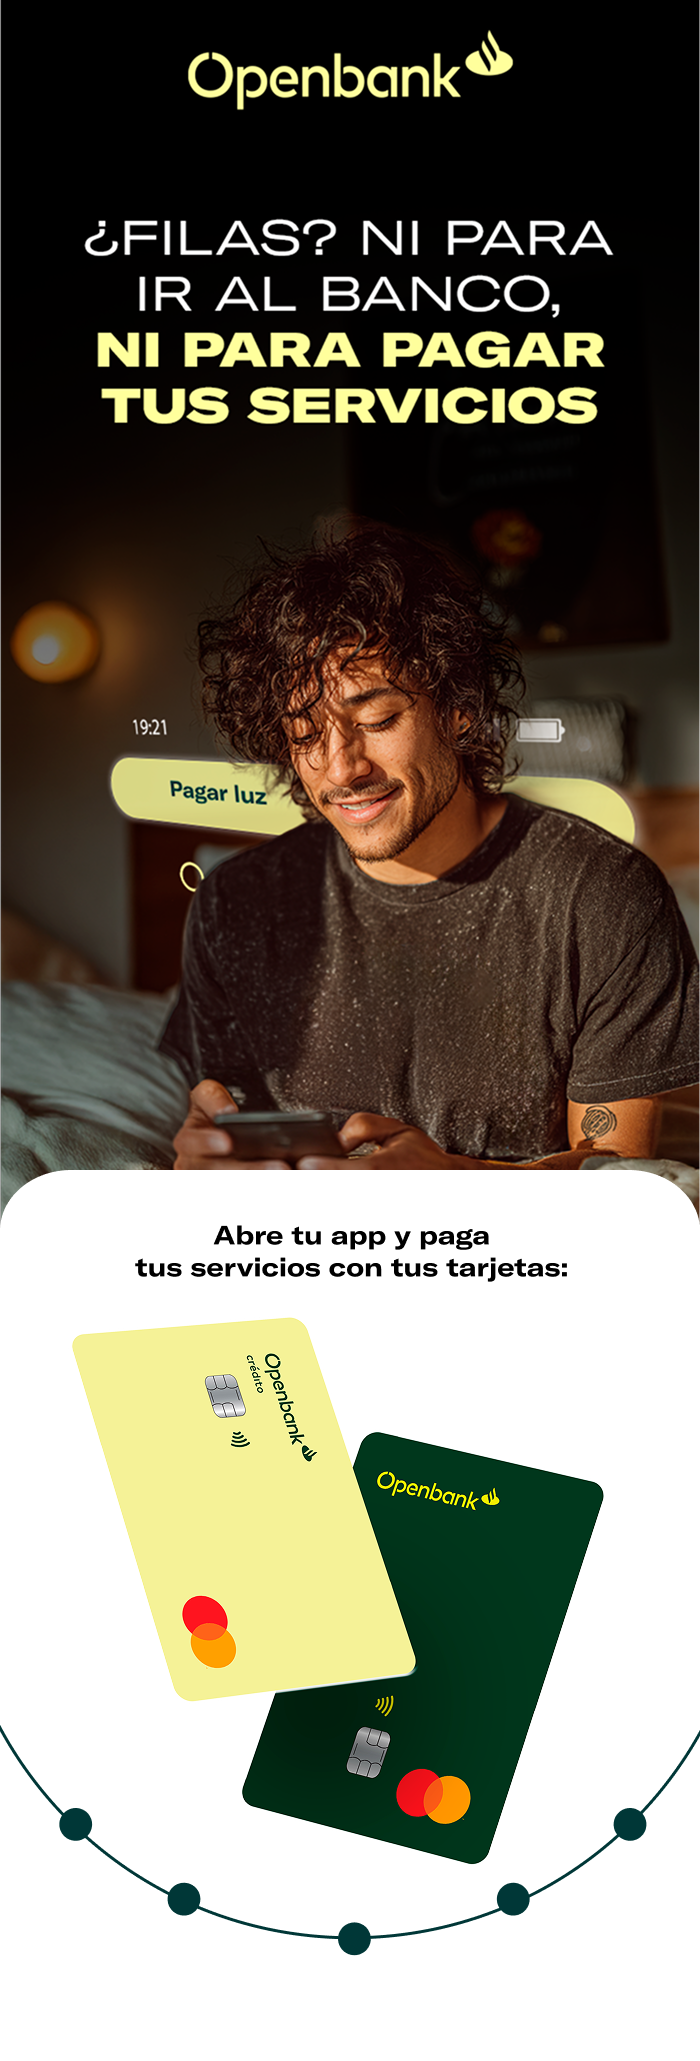 Openbank
¿FILAS? NI PARA
IR AL BANCO,
NI PARA PAGAR
TUS SERVICIOS
19:21
Pagar luz
Abre tu app y paga
tus servicios con tus tarjetas:
Openbank
crédito
Openbank